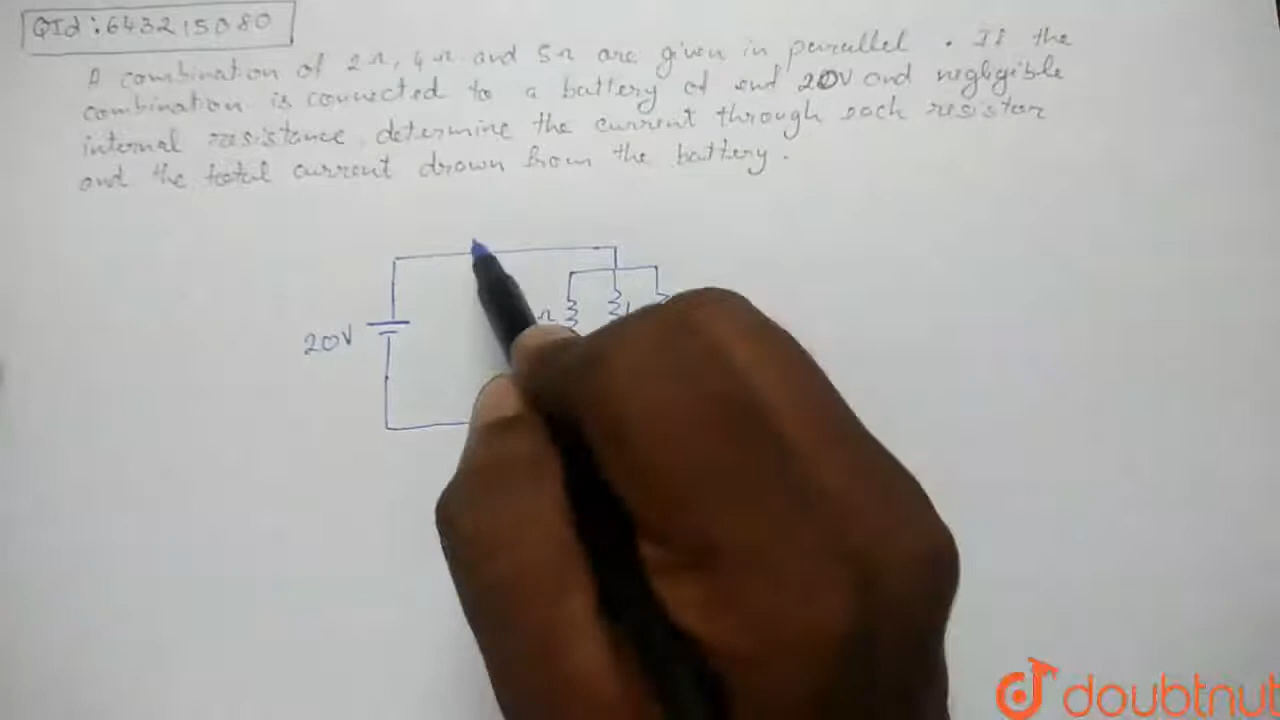 QId:643215080
A combination of 2Ω, 4Ω and 5Ω are given in parallel. If the
combination is connected to a battery of emf 20V and negligible
internal resistance, determine the current through each resistor
and the total current drawn from the battery.
20V
Ω
doubtnut